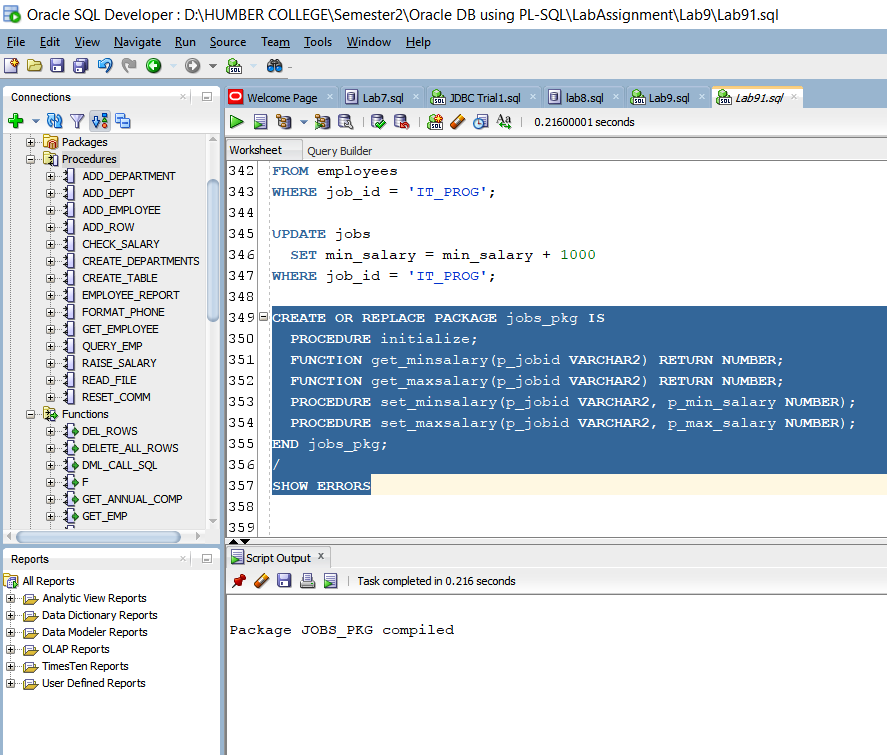 Oracle SQL Developer : D:\HUMBER COLLEGE\Semester2\Oracle DB using PL-SQL\LabAssignment\Lab9\Lab91.sql
File Edit View Navigate Run Source Team Tools Window Help
Connections
Packages
Procedures
ADD_DEPARTMENT
ADD_DEPT
ADD_EMPLOYEE
ADD_ROW
CHECK_SALARY
CREATE_DEPARTMENTS
CREATE_TABLE
EMPLOYEE_REPORT
FORMAT_PHONE
GET_EMPLOYEE
QUERY_EMP
RAISE_SALARY
READ_FILE
RESET_COMM
Functions
DEL_ROWS
DELETE_ALL_ROWS
DML_CALL_SQL
F
GET_ANNUAL_COMP
GET_EMP
Reports
All Reports
Analytic View Reports
Data Dictionary Reports
Data Modeler Reports
OLAP Reports
TimesTen Reports
User Defined Reports
Welcome Page Lab7.sql JDBC Trial1.sql lab8.sql Lab9.sql Lab91.sql
0.21600001 seconds
Worksheet Query Builder
342 FROM employees
343 WHERE job_id = 'IT_PROG';
344
345 UPDATE jobs
346 SET min_salary = min_salary + 1000
347 WHERE job_id = 'IT_PROG';
348
349 CREATE OR REPLACE PACKAGE jobs_pkg IS
350 PROCEDURE initialize;
351 FUNCTION get_minsalary(p_jobid VARCHAR2) RETURN NUMBER;
352 FUNCTION get_maxsalary(p_jobid VARCHAR2) RETURN NUMBER;
353 PROCEDURE set_minsalary(p_jobid VARCHAR2, p_min_salary NUMBER);
354 PROCEDURE set_maxsalary(p_jobid VARCHAR2, p_max_salary NUMBER);
355 END jobs_pkg;
356 /
357 SHOW ERRORS
358
359
Script Output
Task completed in 0.216 seconds
Package JOBS_PKG compiled